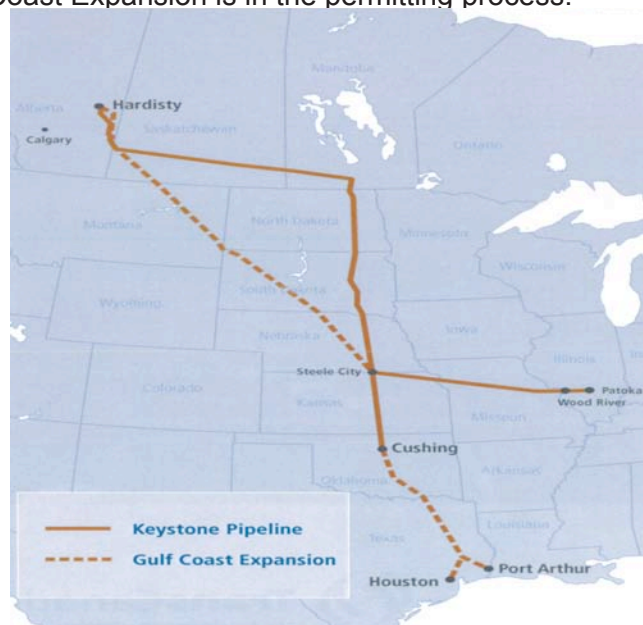 Coast Expansion is in the permitting process.
Manitoba
Alberta
Hardisty
Calgary
Saskatchewan
Ontario
Montana
North Dakota
Minnesota
Wisconsin
South Dakota
Wyoming
Iowa
Nebraska
Steele City
Illinois
Patoka
Wood River
Colorado
Kansas
Missouri
Cushing
Oklahoma
Arkansas
Keystone Pipeline
Gulf Coast Expansion
Texas
Louisiana
Port Arthur
Houston